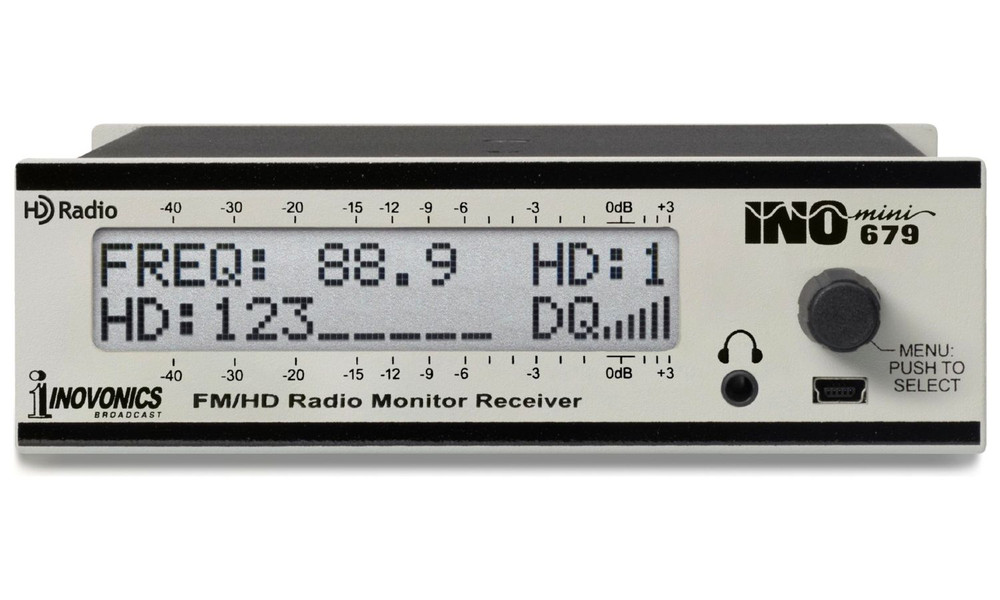 HD Radio
-40 -30 -20 -15 -12 -9 -6 -3 0dB +3
INO mini
679
FREQ: 88.9 HD:1
HD:123_____ DQ
-40 -30 -20 -15 -12 -9 -6 -3 0dB +3
MENU:
PUSH TO
SELECT
iNOVONICS
BROADCAST
FM/HD Radio Monitor Receiver